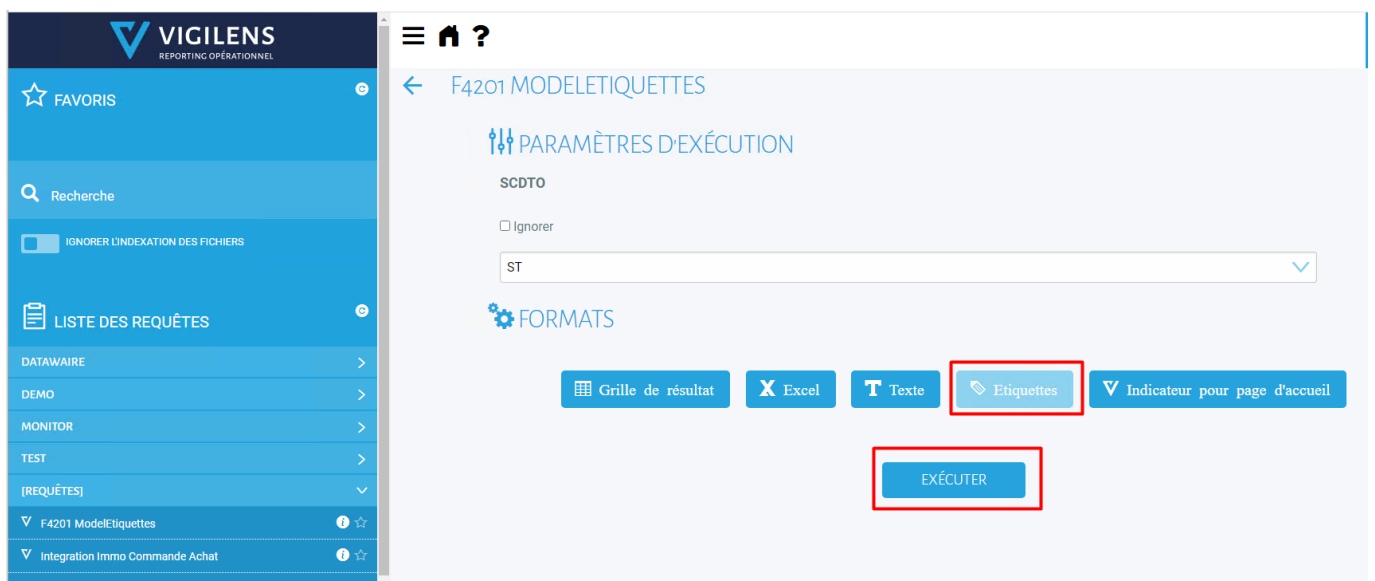 VIGILENS
REPORTING OPÉRATIONNEL
FAVORIS
Recherche
IGNORER L'INDEXATION DES FICHIERS
LISTE DES REQUÊTES
DATAWAIRE
DEMO
MONITOR
TEST
[REQUÊTES]
F4201 ModelEtiquettes
Integration Immo Commande Achat
?
F4201 MODELETIQUETTES
PARAMÈTRES D'EXÉCUTION
SCDTO
Ignorer
ST
FORMATS
Grille de résultat X Excel T Texte Etiquettes Indicateur pour page d'accueil
EXÉCUTER